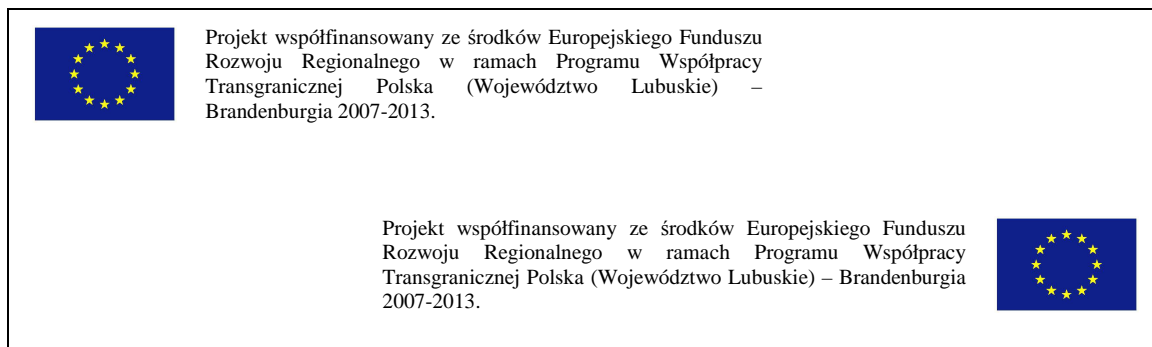 Projekt współfinansowany ze środków Europejskiego Funduszu
Rozwoju Regionalnego w ramach Programu Współpracy
Transgranicznej Polska (Województwo Lubuskie) –
Brandenburgia 2007-2013.
Projekt współfinansowany ze środków Europejskiego Funduszu
Rozwoju Regionalnego w ramach Programu Współpracy
Transgranicznej Polska (Województwo Lubuskie) – Brandenburgia
2007-2013.